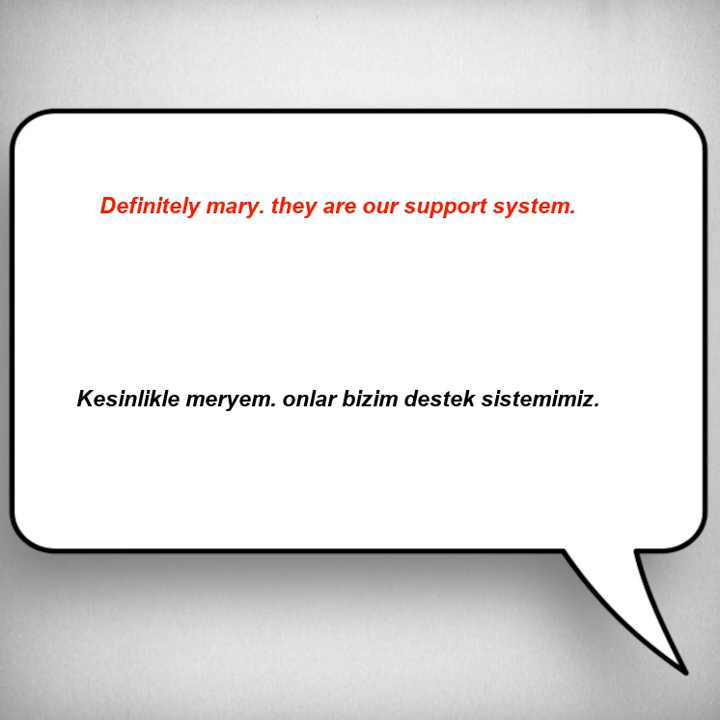 Definitely mary. they are our support system.
Kesinlikle meryem. onlar bizim destek sistemimiz.